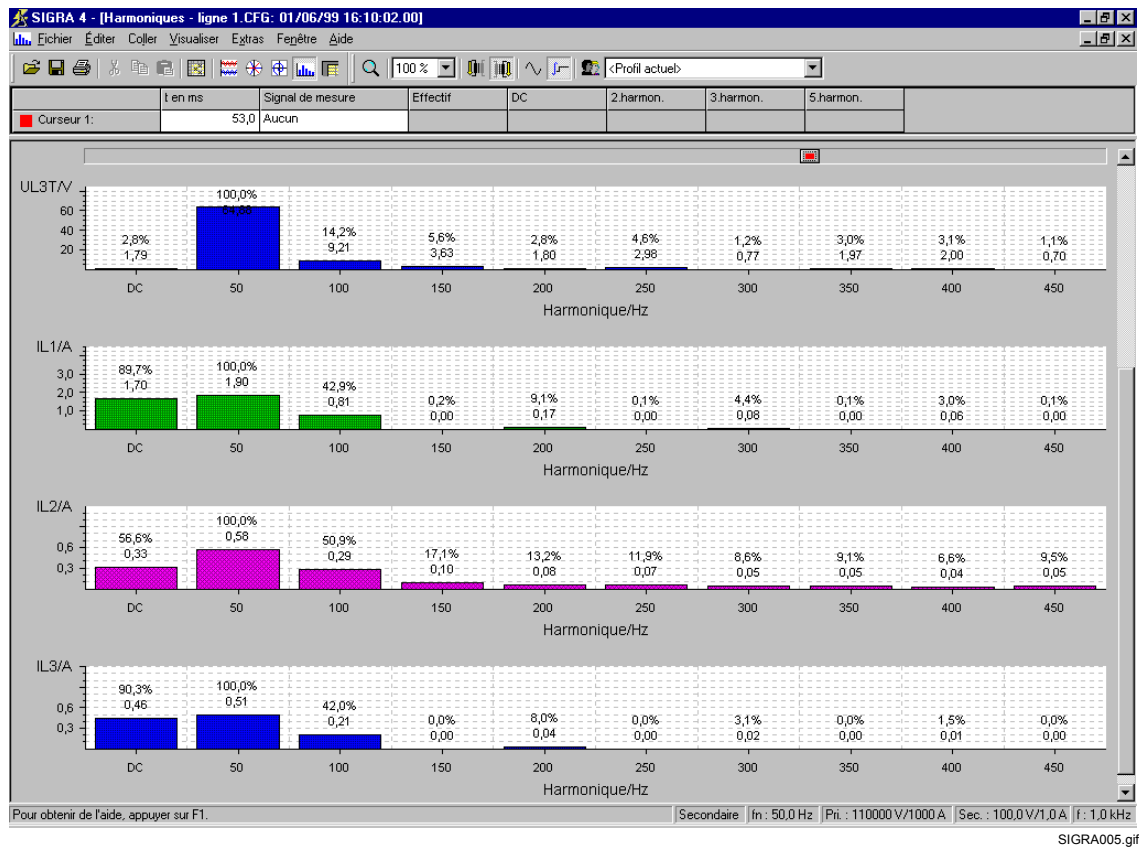 SIGRA 4 - [Harmoniques - ligne 1.CFG: 01/06/99 16:10:02.00]
Fichier Éditer Coller Visualiser Extras Fenêtre Aide
100 % <Profil actuel>
t en ms Signal de mesure Effectif DC 2.harmon. 3.harmon. 5.harmon.
Curseur 1: 53,0 Aucun
UL3T/V
60
40
20
100,0%
2,8% 14,2% 5,6% 2,8% 4,6% 1,2% 3,0% 3,1% 1,1%
1,79 9,21 3,63 1,80 2,98 0,77 1,97 2,00 0,70
DC 50 100 150 200 250 300 350 400 450
Harmonique/Hz
IL1/A
3,0
2,0
1,0
89,7% 100,0% 42,9% 0,2% 9,1% 0,1% 4,4% 0,1% 3,0% 0,1%
1,70 1,90 0,81 0,00 0,17 0,00 0,08 0,00 0,06 0,00
DC 50 100 150 200 250 300 350 400 450
Harmonique/Hz
IL2/A
0,6
0,3
56,6% 100,0% 50,9% 17,1% 13,2% 11,9% 8,6% 9,1% 6,6% 9,5%
0,33 0,58 0,29 0,10 0,08 0,07 0,05 0,05 0,04 0,05
DC 50 100 150 200 250 300 350 400 450
Harmonique/Hz
IL3/A
0,6
0,3
90,3% 100,0% 42,0% 0,0% 8,0% 0,0% 3,1% 0,0% 1,5% 0,0%
0,46 0,51 0,21 0,00 0,04 0,00 0,02 0,00 0,01 0,00
DC 50 100 150 200 250 300 350 400 450
Harmonique/Hz
Pour obtenir de l'aide, appuyer sur F1. Secondaire fn : 50,0 Hz Pri. : 110000 V/1000 A Sec. : 100,0 V/1,0 A f : 1,0 kHz
SIGRA005.gif